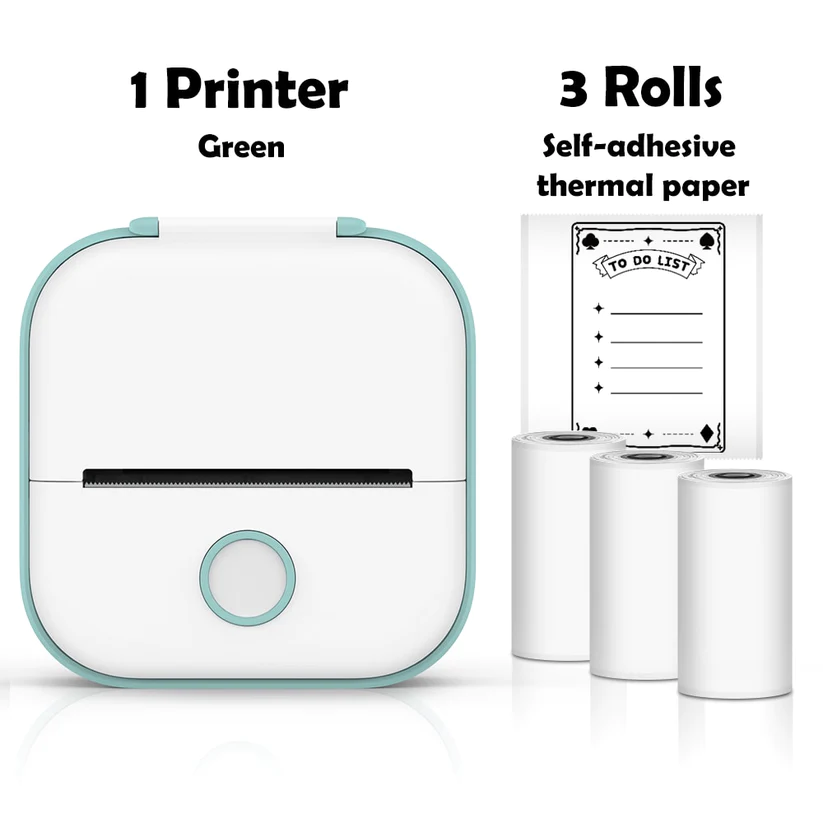 1 Printer
Green
3 Rolls
Self-adhesive
thermal paper
TO DO LIST